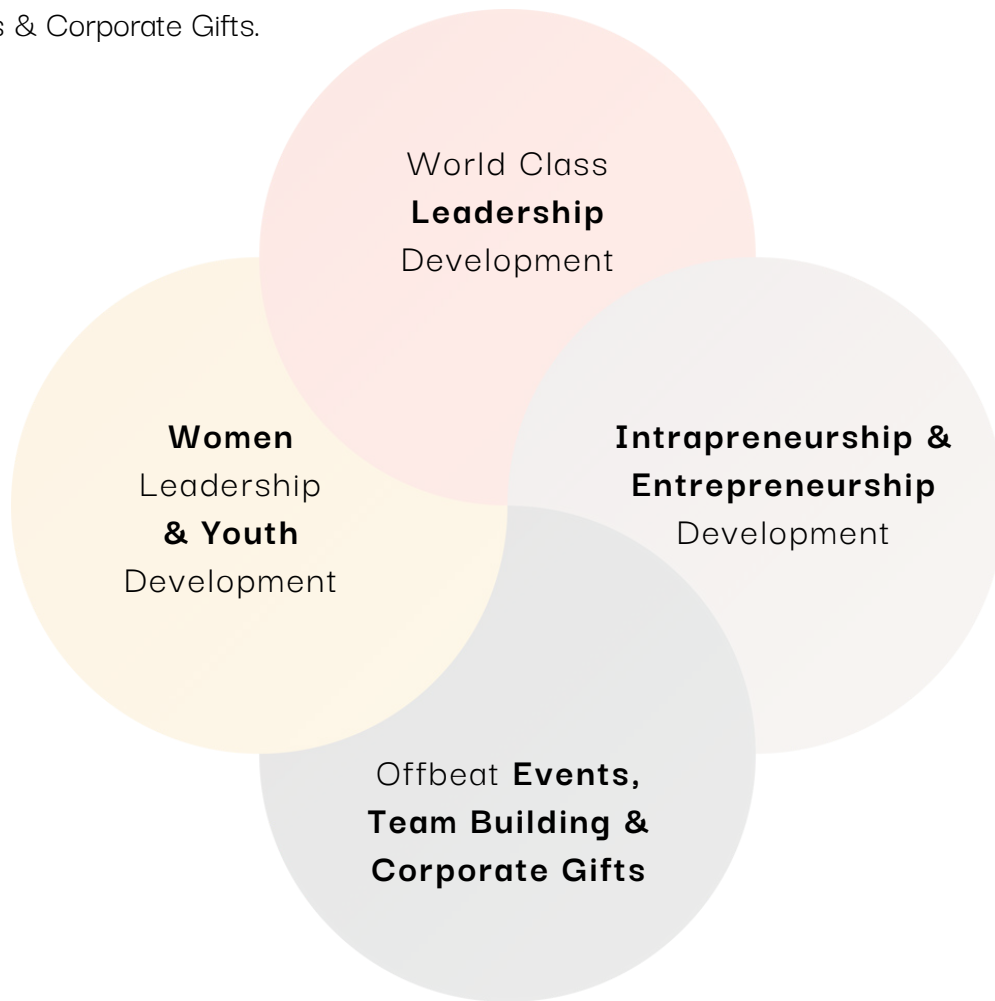 & Corporate Gifts.
World Class
Leadership
Development
Women
Leadership
& Youth
Development
Intrapreneurship &
Entrepreneurship
Development
Offbeat Events,
Team Building &
Corporate Gifts